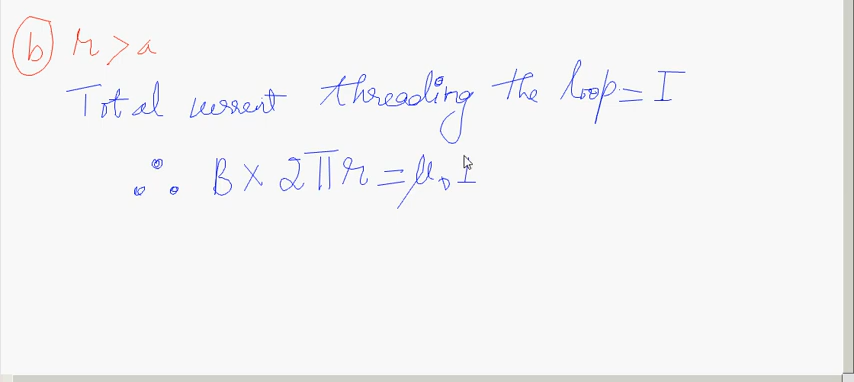 b r > a
Total current threading the loop = I
∴ B × 2πr = μ₀I